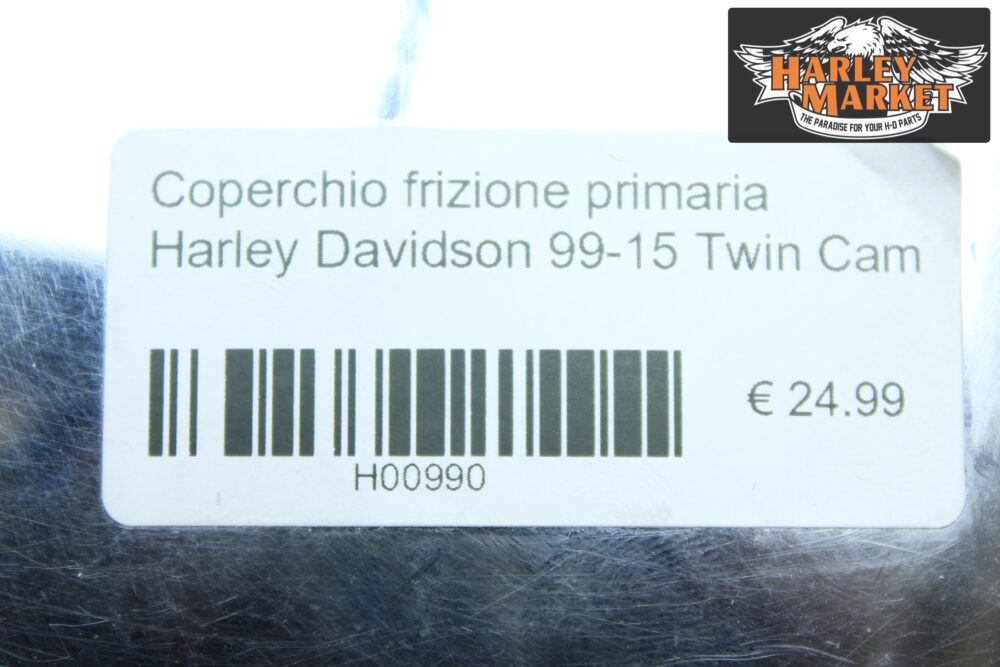 HARLEY
MARKET
THE PARADISE FOR YOUR H-D PARTS
Coperchio frizione primaria
Harley Davidson 99-15 Twin Cam
€ 24.99
H00990